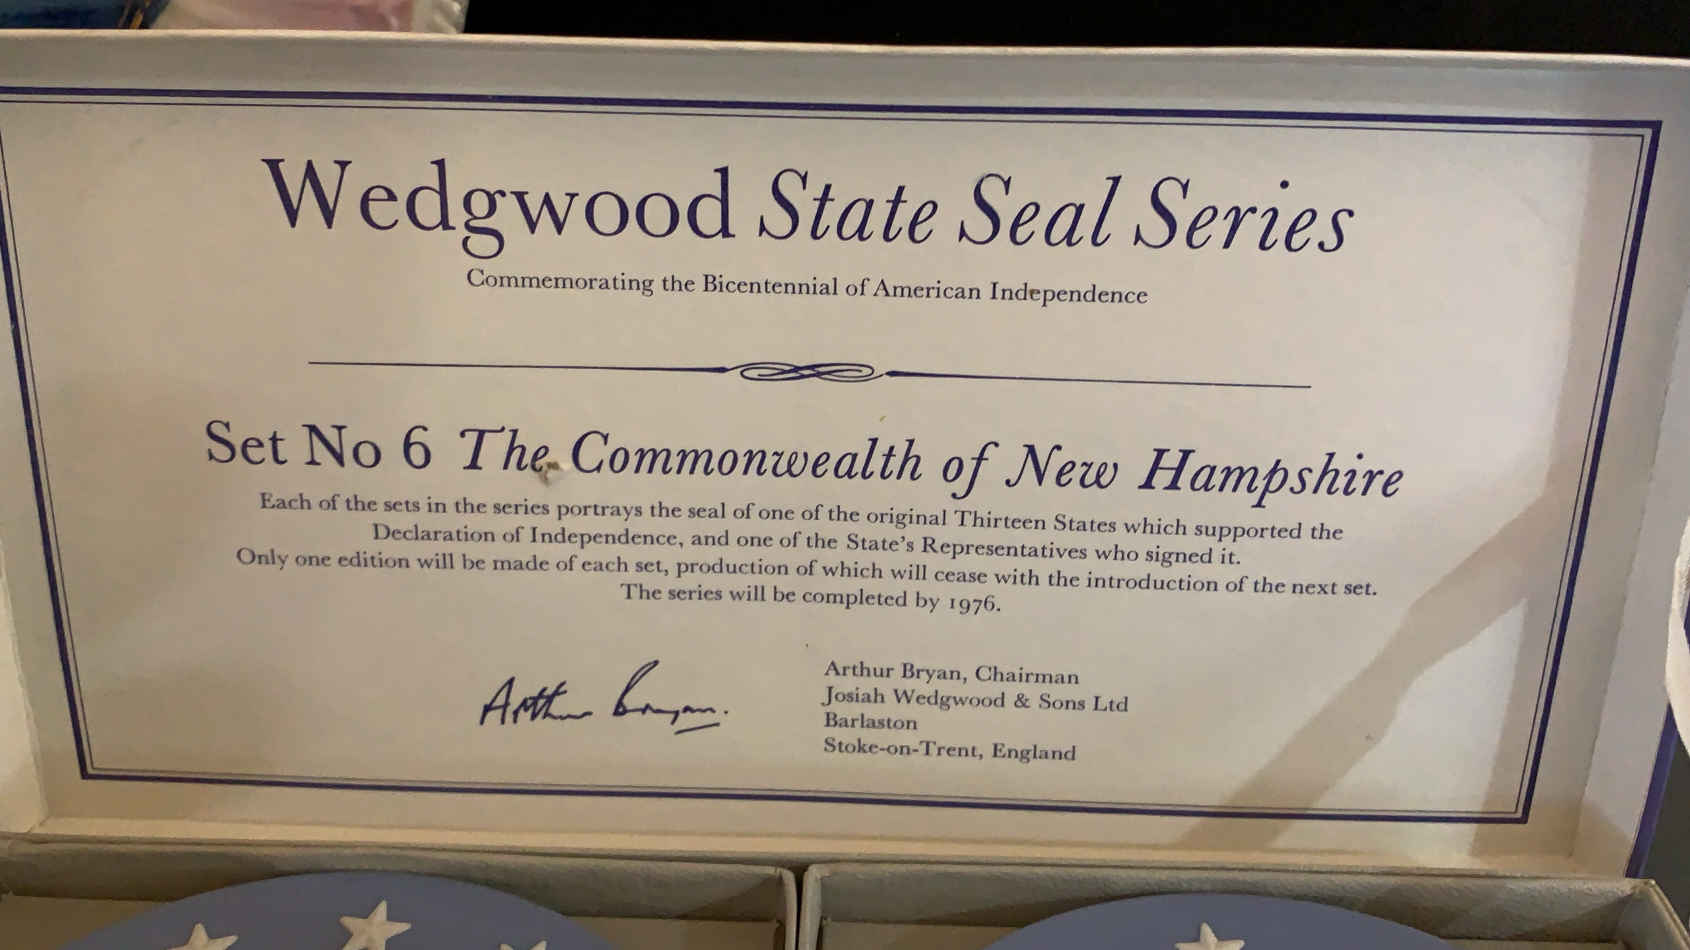 Wedgwood State Seal Series
Commemorating the Bicentennial of American Independence
Set No 6 The Commonwealth of New Hampshire
Each of the sets in the series portrays the seal of one of the original Thirteen States which supported the
Declaration of Independence, and one of the State's Representatives who signed it.
Only one edition will be made of each set, production of which will cease with the introduction of the next set.
The series will be completed by 1976.
Arthur Bryan.
Arthur Bryan, Chairman
Josiah Wedgwood & Sons Ltd
Barlaston
Stoke-on-Trent, England